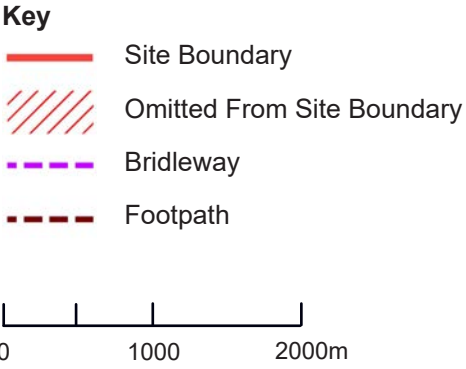 Key
Site Boundary
Omitted From Site Boundary
Bridleway
Footpath
0 1000 2000m